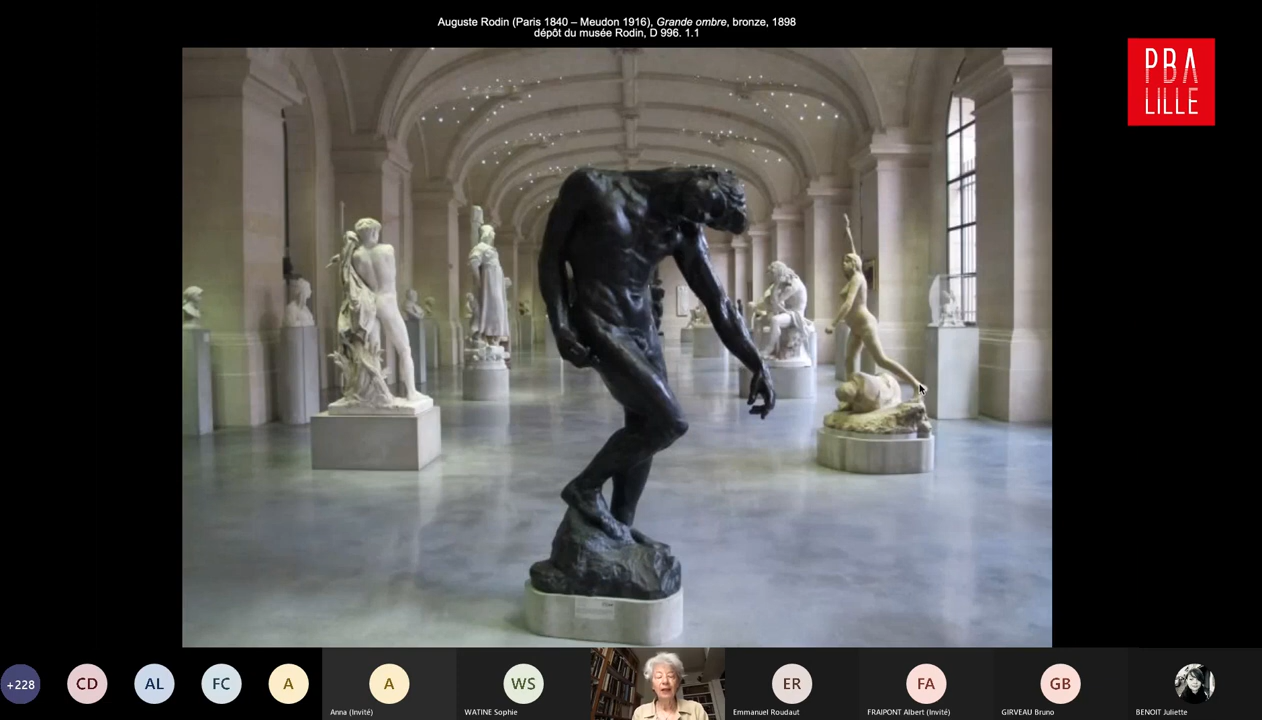 Auguste Rodin (Paris 1840 – Meudon 1916), Grande ombre, bronze, 1898
dépôt du musée Rodin, D 996. 1.1
PBA
LILLE
+228
CD
AL
FC
A
A
WS
ER
FA
GB
Anna (Invité)
WATINE Sophie
Emmanuel Roudaut
FRAIPONT Albert (Invité)
GIRVEAU Bruno
BENOIT Juliette